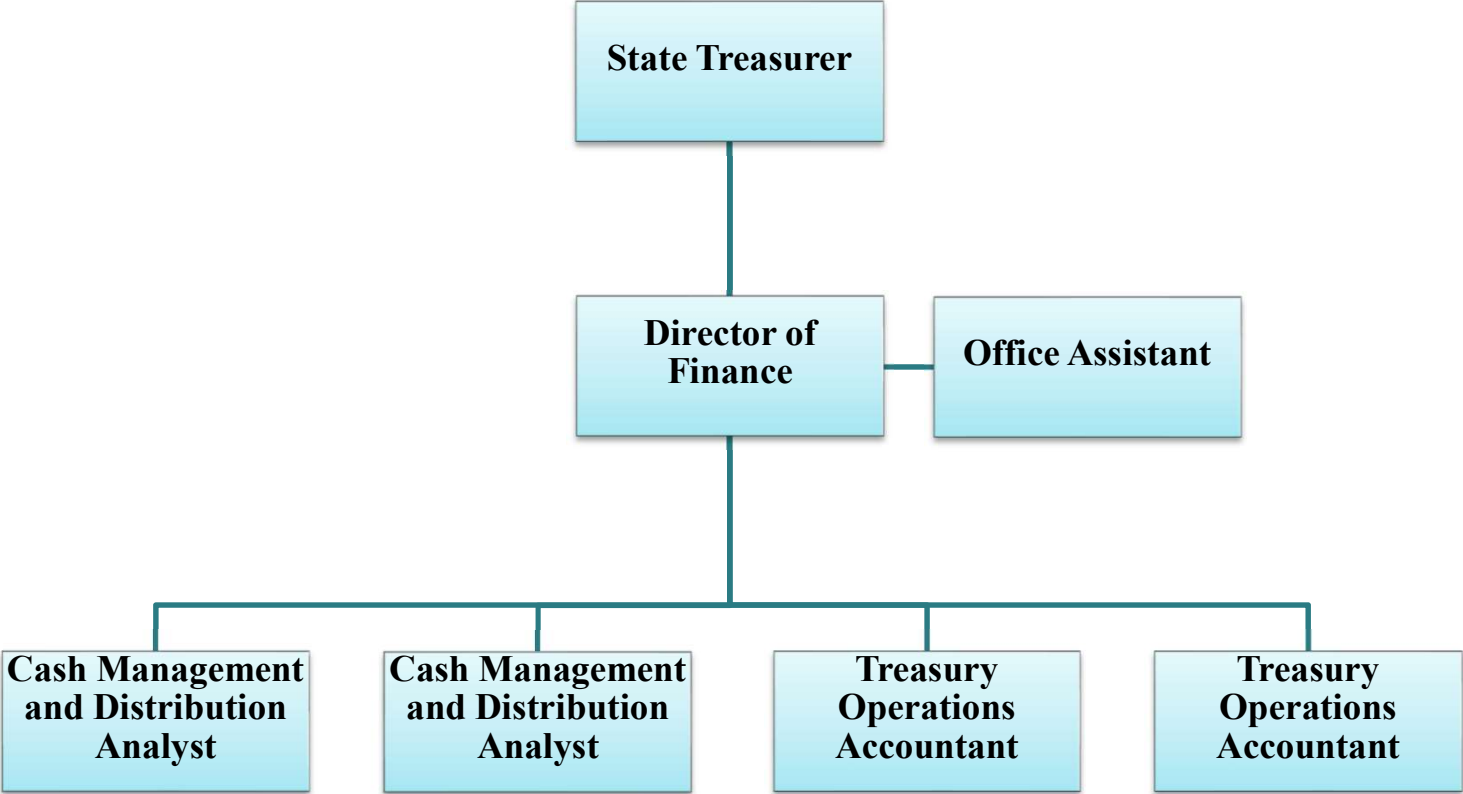 State Treasurer
Director of
Finance
Office Assistant
Cash Management
and Distribution
Analyst
Cash Management
and Distribution
Analyst
Treasury
Operations
Accountant
Treasury
Operations
Accountant